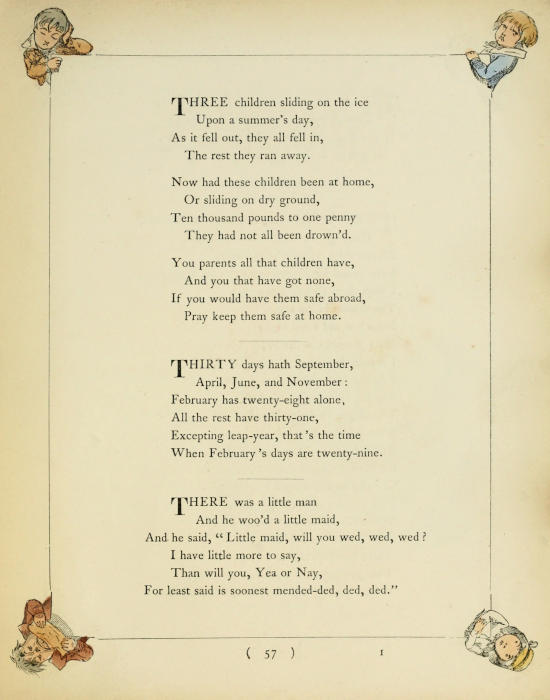 THREE children sliding on the ice
Upon a summer's day,
As it fell out, they all fell in,
The rest they ran away.
Now had these children been at home,
Or sliding on dry ground,
Ten thousand pounds to one penny
They had not all been drown'd.
You parents all that children have,
And you that have got none,
If you would have them safe abroad,
Pray keep them safe at home.
THIRTY days hath September,
April, June, and November :
February has twenty-eight alone,
All the rest have thirty-one,
Excepting leap-year, that 's the time
When February 's days are twenty-nine.
THERE was a little man
And he woo'd a little maid,
And he said, “ Little maid, will you wed, wed, wed ?
I have little more to say,
Than will you, Yea or Nay,
For least said is soonest mended-ded, ded, ded.”
( 57 ) I